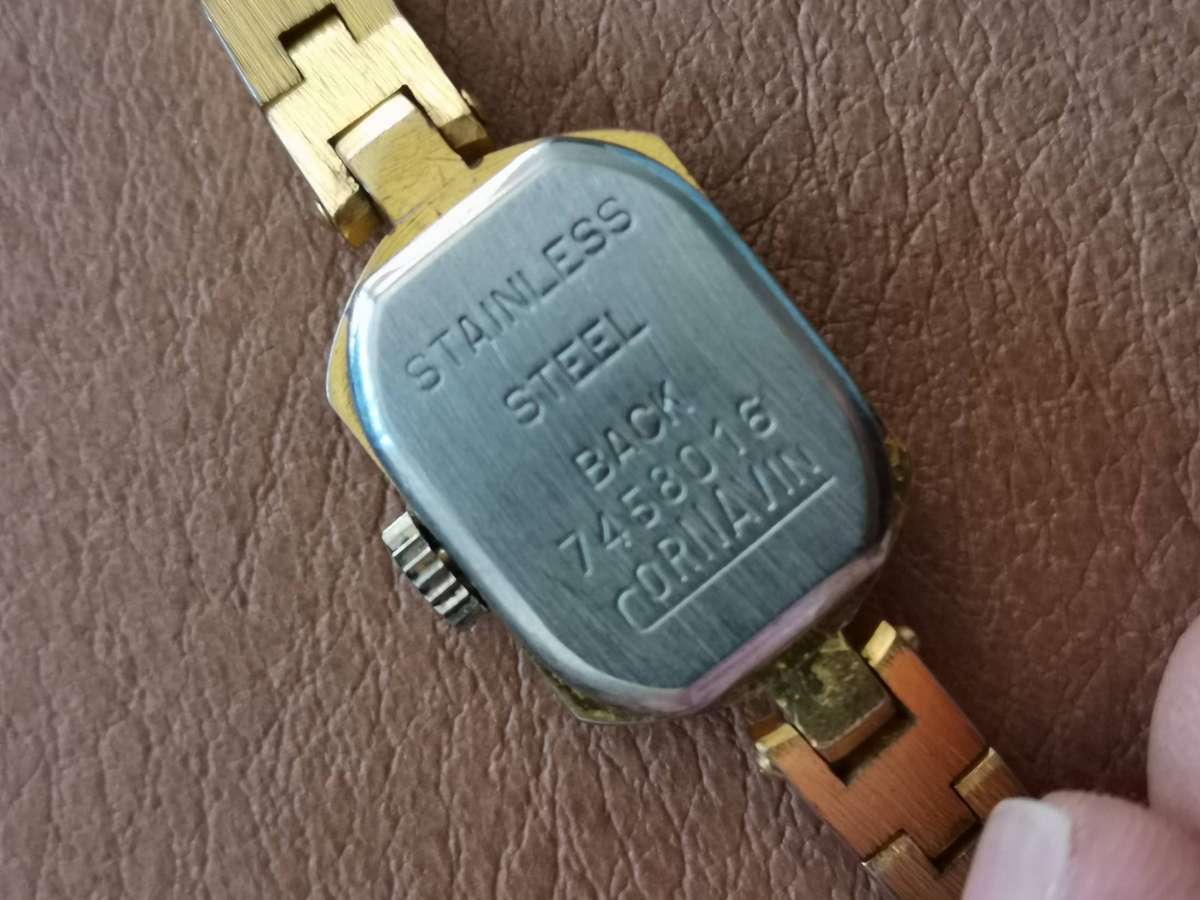 STAINLESS
STEEL
BACK
7458016
CORNAVIN